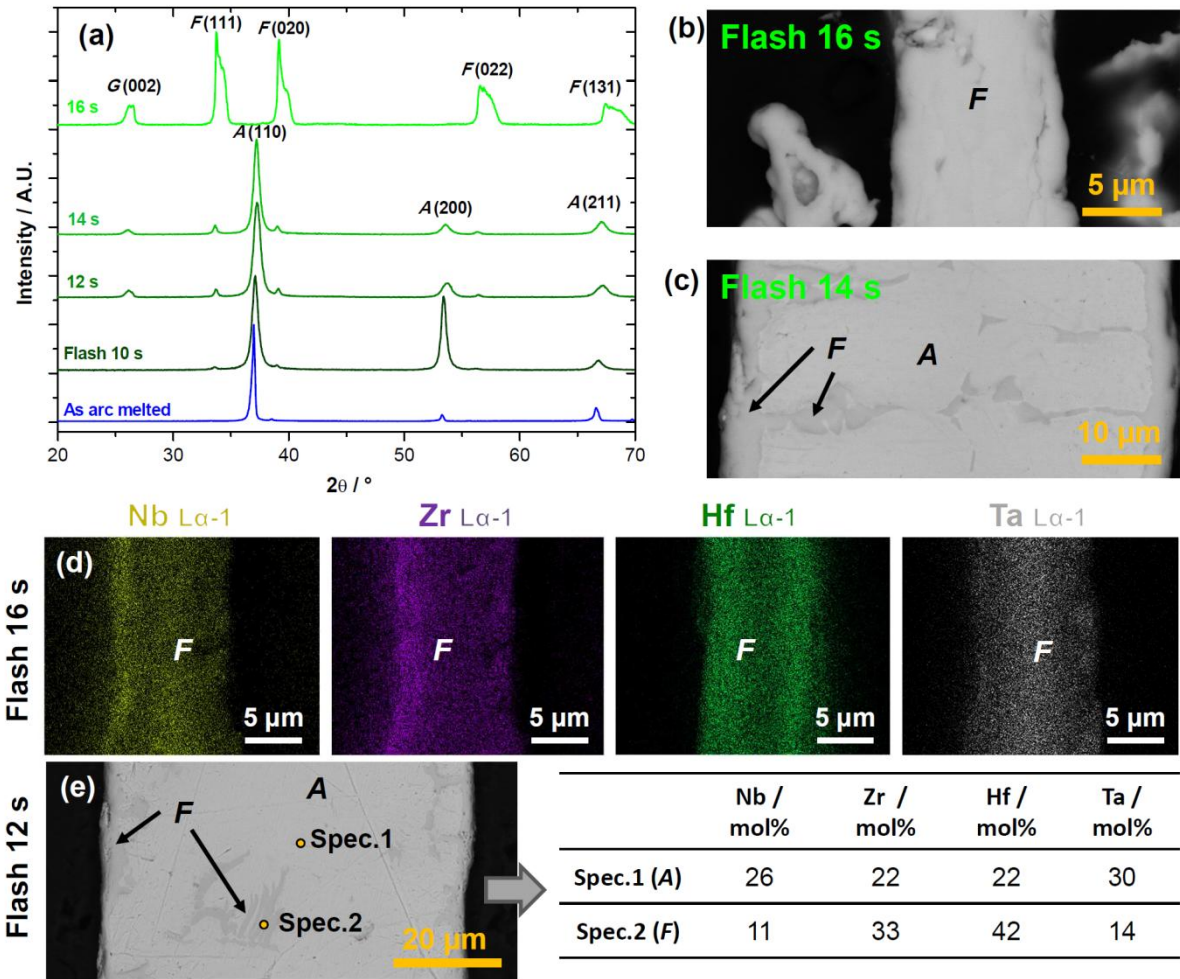 (a)
F(111)
F(020)
G(002)
F(022)
F(131)
16 s
A(110)
14 s
A(200)
A(211)
12 s
Flash 10 s
As arc melted
Intensity / A.U.
20 30 40 50 60 70
2θ / °
(b)
Flash 16 s
F
5 µm
(c)
Flash 14 s
F
A
10 µm
Nb Lα-1
Zr Lα-1
Hf Lα-1
Ta Lα-1
Flash 16 s
(d)
F
5 µm
F
5 µm
F
5 µm
F
5 µm
Flash 12 s
(e)
A
F
Spec.1
Spec.2
20 µm
Nb / mol% Zr / mol% Hf / mol% Ta / mol%
Spec.1 (A) 26 22 22 30
Spec.2 (F) 11 33 42 14